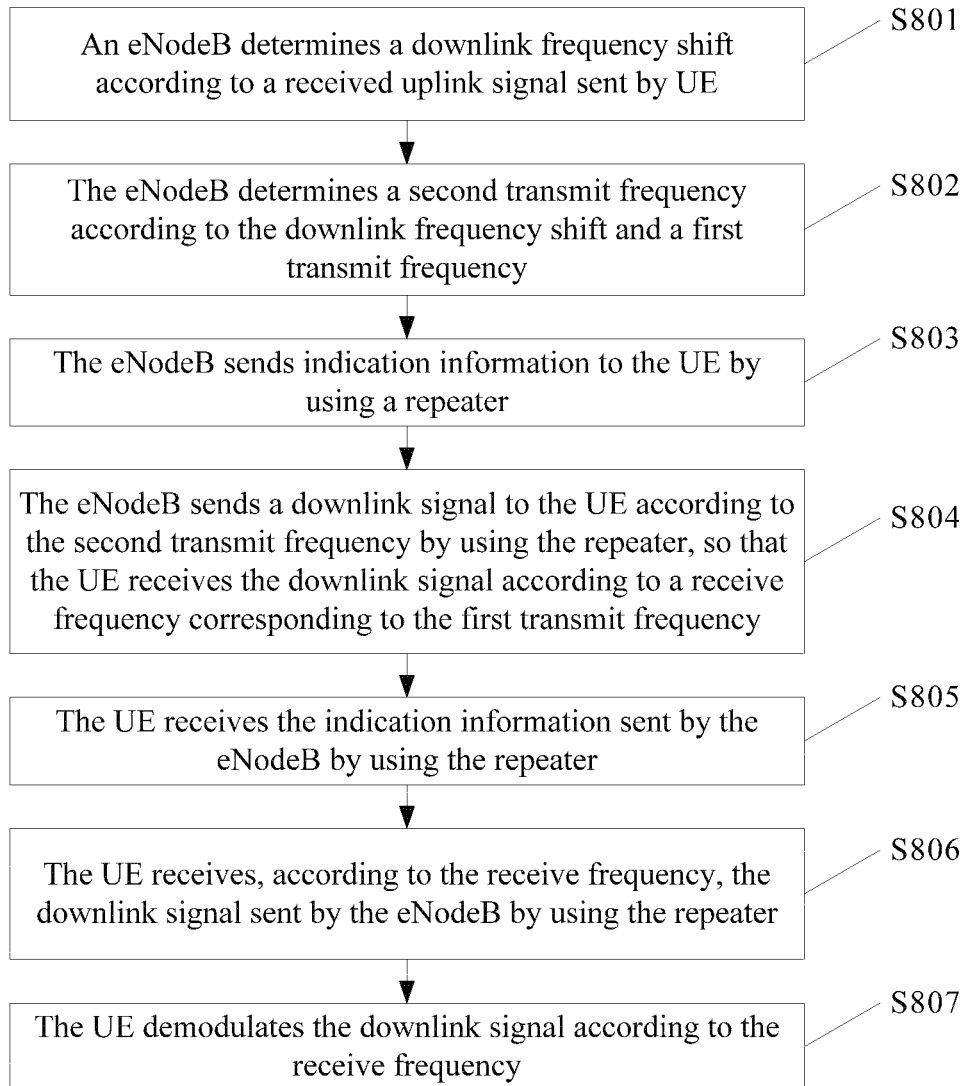 An eNodeB determines a downlink frequency shift
according to a received uplink signal sent by UE
S801
The eNodeB determines a second transmit frequency
according to the downlink frequency shift and a first
transmit frequency
S802
The eNodeB sends indication information to the UE by
using a repeater
S803
The eNodeB sends a downlink signal to the UE according to
the second transmit frequency by using the repeater, so that
the UE receives the downlink signal according to a receive
frequency corresponding to the first transmit frequency
S804
The UE receives the indication information sent by the
eNodeB by using the repeater
S805
The UE receives, according to the receive frequency, the
downlink signal sent by the eNodeB by using the repeater
S806
The UE demodulates the downlink signal according to the
receive frequency
S807